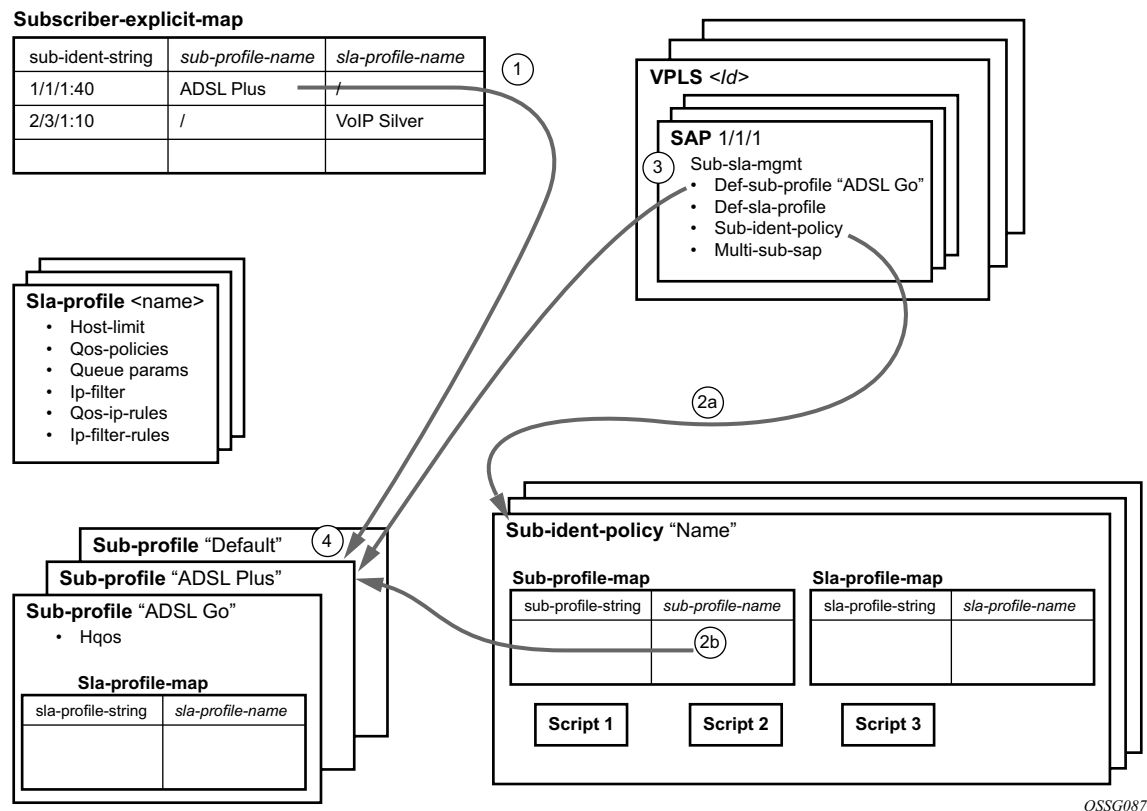 Subscriber-explicit-map
sub-ident-string sub-profile-name sla-profile-name
1/1/1:40 ADSL Plus /
2/3/1:10 / VoIP Silver
1
VPLS <Id>
SAP 1/1/1
3
Sub-sla-mgmt
• Def-sub-profile “ADSL Go”
• Def-sla-profile
• Sub-ident-policy
• Multi-sub-sap
Sla-profile <name>
• Host-limit
• Qos-policies
• Queue params
• Ip-filter
• Qos-ip-rules
• Ip-filter-rules
2a
Sub-profile “Default”
4
Sub-profile “ADSL Plus”
Sub-profile “ADSL Go”
• Hqos
Sla-profile-map
sla-profile-string sla-profile-name
Sub-ident-policy “Name”
Sub-profile-map
sub-profile-string sub-profile-name
2b
Sla-profile-map
sla-profile-string sla-profile-name
Script 1
Script 2
Script 3
OSSG087